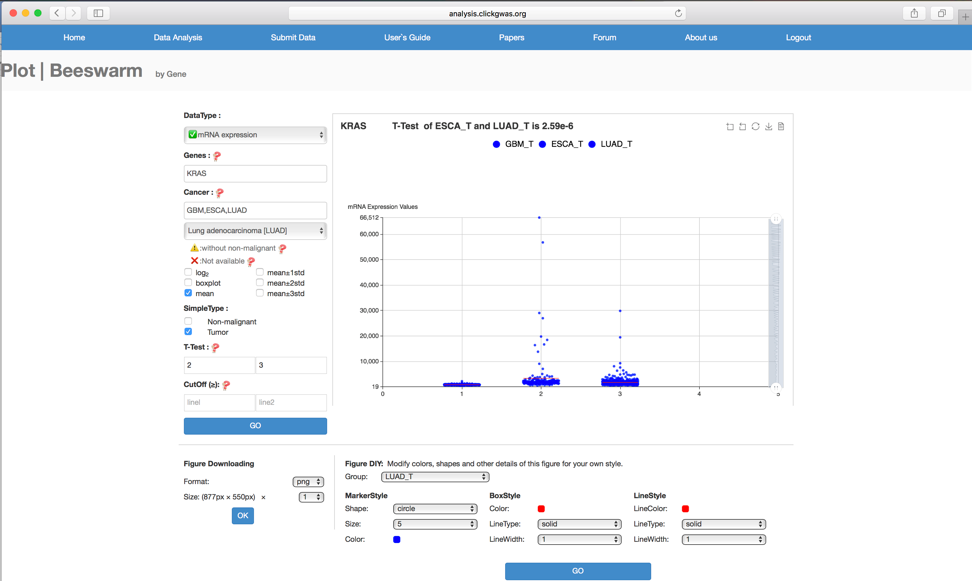 analysis.clickgwas.org
Home Data Analysis Submit Data User's Guide Papers Forum About us Logout
Plot | Beeswarm by Gene
DataType :
✅mRNA expression
Genes : ❓
KRAS
Cancer : ❓
GBM,ESCA,LUAD
Lung adenocarcinoma [LUAD]
⚠️:without non-malignant ❓
❌:Not available ❓
log₂ mean±1std
boxplot mean±2std
mean mean±3std
SimpleType :
Non-malignant
Tumor
T-Test : ❓
2 3
CutOff (≥): ❓
line1 line2
GO
KRAS T-Test of ESCA_T and LUAD_T is 2.59e-6
GBM_T ESCA_T LUAD_T
mRNA Expression Values
66,512
60,000
50,000
40,000
30,000
20,000
10,000
19
0 1 2 3 4 5
Figure Downloading
Format: png
Size: (877px × 550px) × 1
OK
Figure DIY: Modify colors, shapes and other details of this figure for your own style.
Group: LUAD_T
MarkerStyle BoxStyle LineStyle
Shape: circle Color: LineColor:
Size: 5 LineType: solid LineType: solid
Color: LineWidth: 1 LineWidth: 1
GO